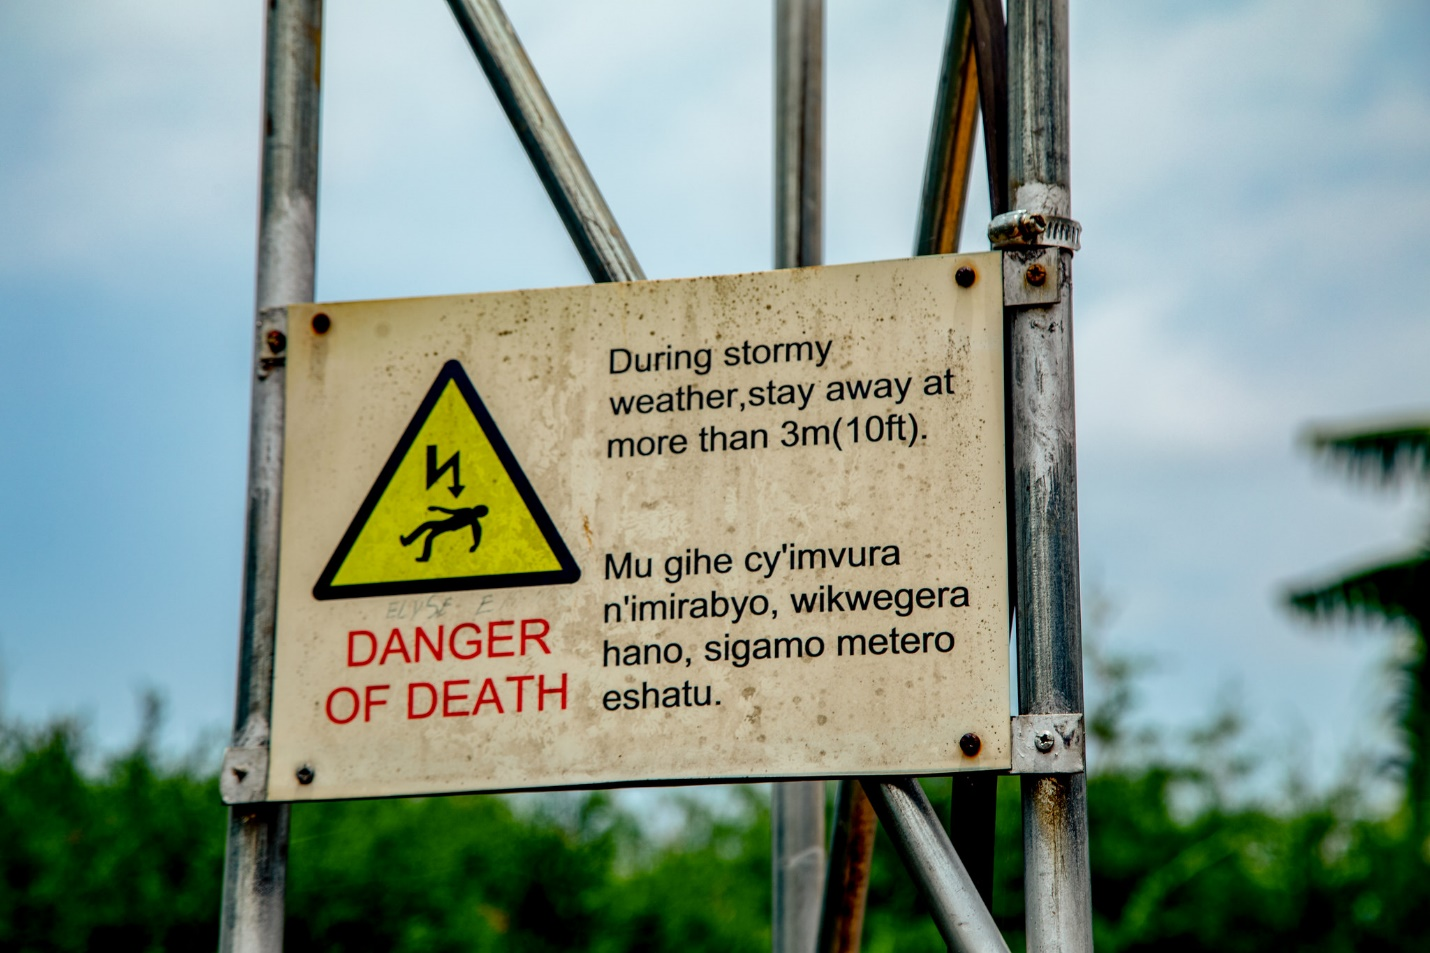 During stormy
weather,stay away at
more than 3m(10ft).
Mu gihe cy'imvura
n'imirabyo, wikwegera
hano, sigamo metero
eshatu.
ELYSE E
DANGER
OF DEATH